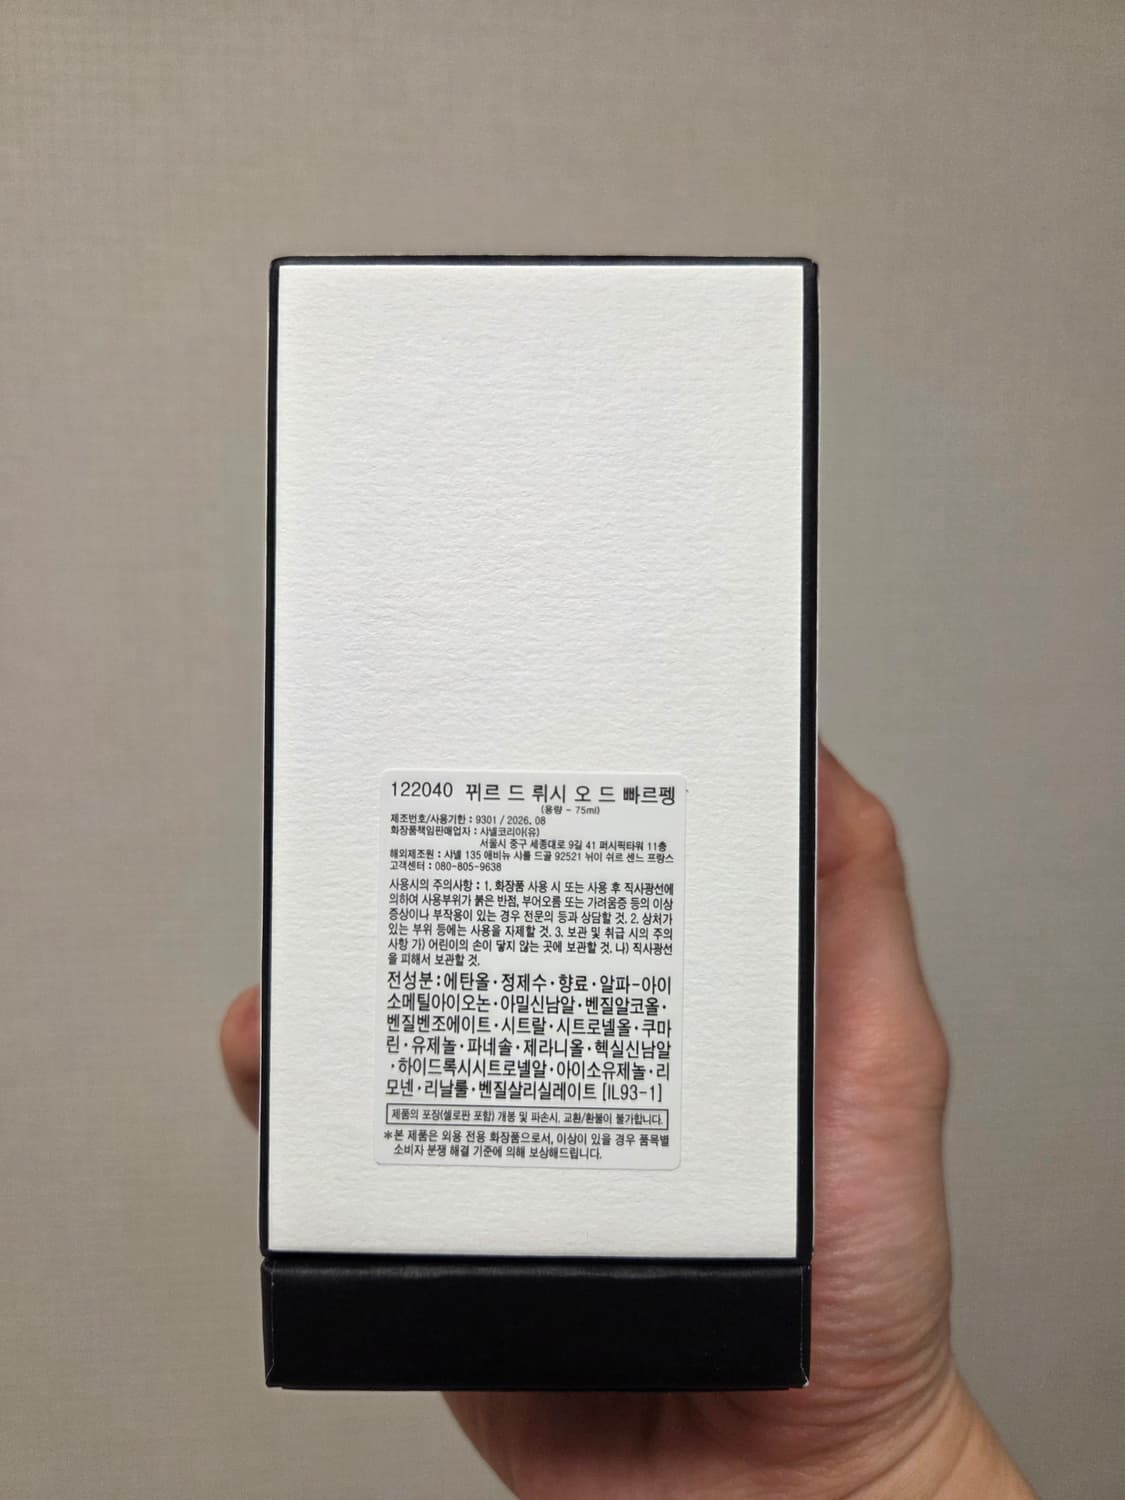 122040 뀌르 드 뤼시 오 드 빠르펭
(용량 - 75ml)
제조번호/사용기한 : 9301 / 2026. 08
화장품책임판매업자 : 샤넬코리아(유)
서울시 중구 세종대로 9길 41 퍼시픽타워 11층
해외제조원 : 샤넬 135 애비뉴 샤를 드골 92521 뉘이 쉬르 센느 프랑스
고객센터 : 080-805-9638
사용시의 주의사항 : 1. 화장품 사용 시 또는 사용 후 직사광선에
의하여 사용부위가 붉은 반점, 부어오름 또는 가려움증 등의 이상
증상이나 부작용이 있는 경우 전문의 등과 상담할 것. 2. 상처가
있는 부위 등에는 사용을 자제할 것. 3. 보관 및 취급 시의 주의
사항 가) 어린이의 손이 닿지 않는 곳에 보관할 것. 나) 직사광선
을 피해서 보관할 것.
전성분 : 에탄올·정제수·향료·알파-아이
소메틸아이오논·아밀신남알·벤질알코올·
벤질벤조에이트·시트랄·시트로넬올·쿠마
린·유제놀·파네솔·제라니올·헥실신남알
·하이드록시시트로넬알·아이소유제놀·리
모넨·리날룰·벤질살리실레이트 [IL93-1]
제품의 포장(셀로판 포함) 개봉 및 파손시, 교환/환불이 불가합니다.
*본 제품은 외용 전용 화장품으로서, 이상이 있을 경우 품목별
소비자 분쟁 해결 기준에 의해 보상해드립니다.